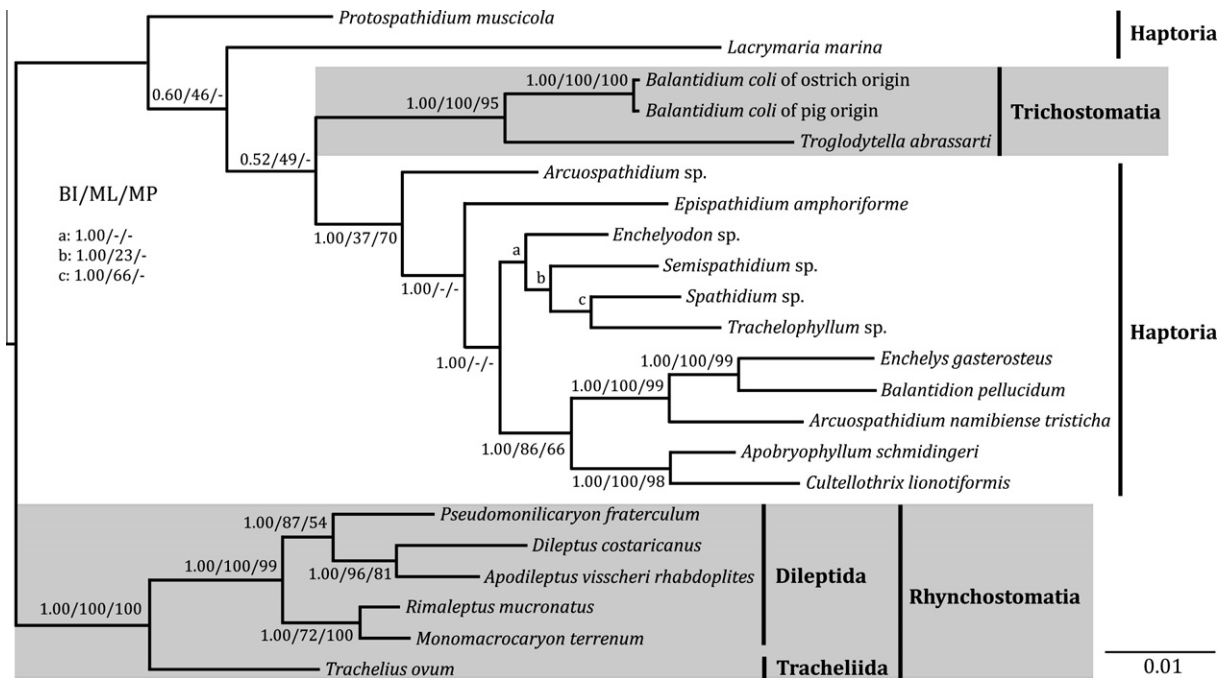 Protospathidium muscicola
Haptoria
Lacrymaria marina
0.60/46/-
1.00/100/100
Balantidium coli of ostrich origin
1.00/100/95
Balantidium coli of pig origin
Trichostomatia
Troglodytella abrassarti
0.52/49/-
Arcuospathidium sp.
BI/ML/MP
Epispathidium amphoriforme
a: 1.00/-/-
b: 1.00/23/-
c: 1.00/66/-
1.00/37/70
a
Enchelyodon sp.
b
Semispathidium sp.
1.00/-/-
c
Spathidium sp.
Trachelophyllum sp.
Haptoria
1.00/-/-
1.00/100/99
Enchelys gasterosteus
1.00/100/99
Balantidion pellucidum
Arcuospathidium namibiense tristicha
1.00/86/66
Apobryophyllum schmidingeri
1.00/100/98
Cultellothrix lionotiformis
1.00/87/54
Pseudomonilicaryon fraterculum
Dileptus costaricanus
1.00/100/99
1.00/96/81
Apodileptus visscheri rhabdoplites
Dileptida
Rhynchostomatia
1.00/100/100
Rimaleptus mucronatus
1.00/72/100
Monomacrocaryon terrenum
Trachelius ovum
Tracheliida
0.01